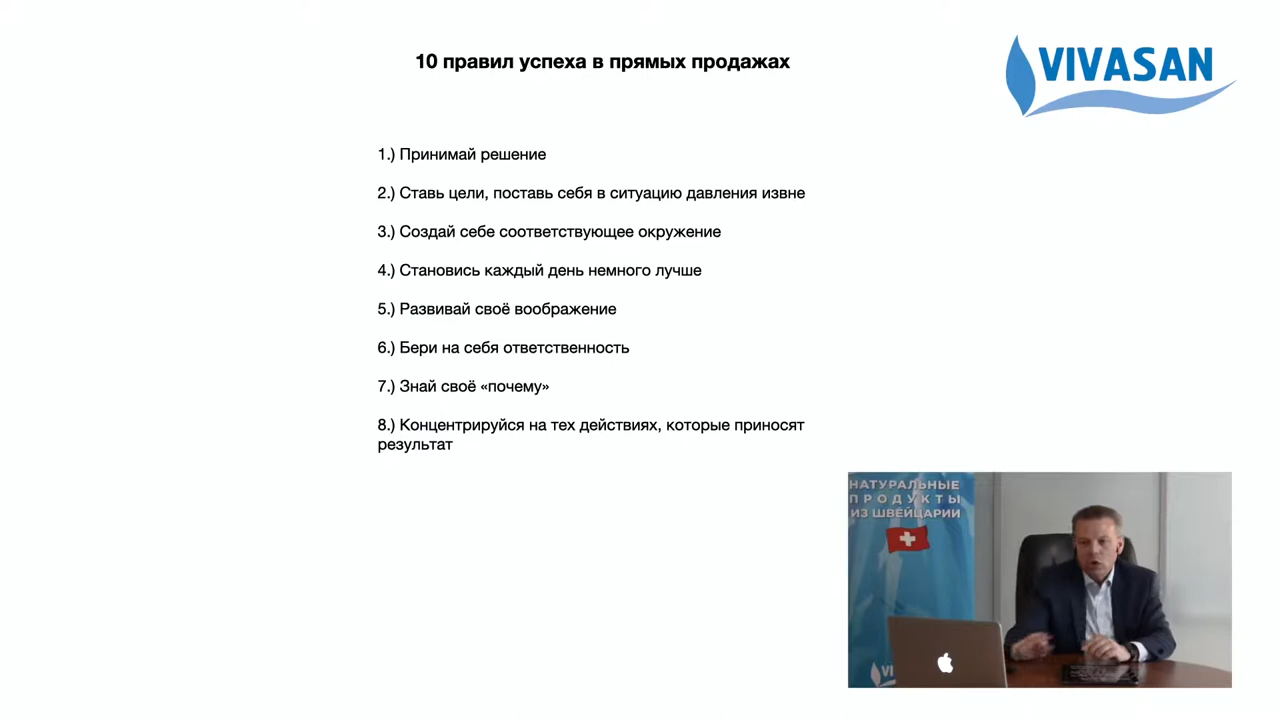 10 правил успеха в прямых продажах
VIVASAN
1.) Принимай решение
2.) Ставь цели, поставь себя в ситуацию давления извне
3.) Создай себе соответствующее окружение
4.) Становись каждый день немного лучше
5.) Развивай своё воображение
6.) Бери на себя ответственность
7.) Знай своё «почему»
8.) Концентрируйся на тех действиях, которые приносят
результат
НАТУРАЛЬНЫЕ
ПРОДУКТЫ
ИЗ ШВЕЙЦАРИИ
VI